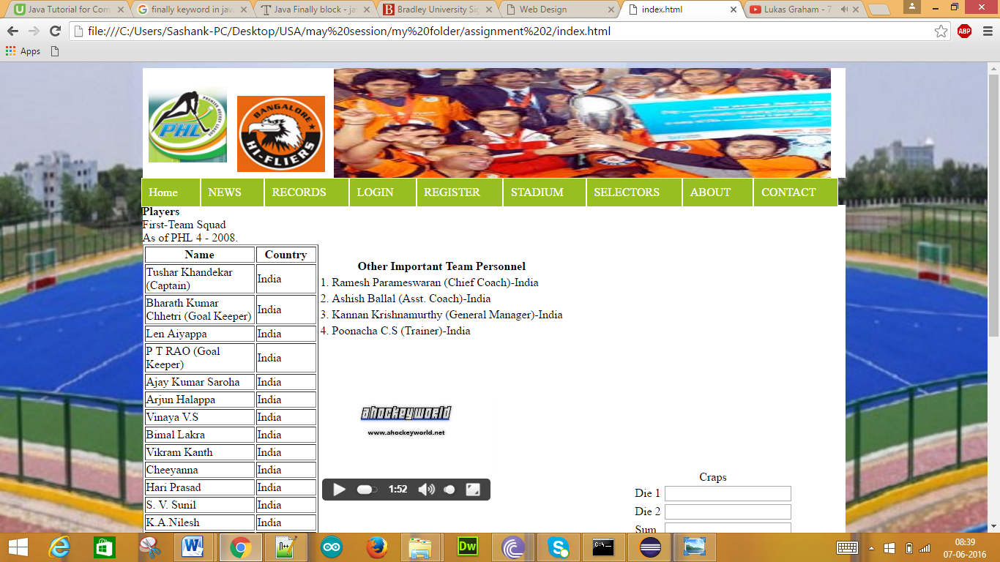 Java Tutorial for Com
finally keyword in java
Java Finally block - ja
Bradley University Sig
Web Design
index.html
Lukas Graham - 7
file:///C:/Users/Sashank-PC/Desktop/USA/may%20session/my%20folder/assignment%202/index.html
ABP
Apps
PREMIER HOCKEY LEAGUE
PHL
BANGALORE
HI-FLIERS
Home NEWS RECORDS LOGIN REGISTER STADIUM SELECTORS ABOUT CONTACT
Players
First-Team Squad
As of PHL 4 - 2008.
Name Country
Tushar Khandekar
(Captain) India
Bharath Kumar
Chhetri (Goal Keeper) India
Len Aiyappa India
P T RAO (Goal
Keeper) India
Ajay Kumar Saroha India
Arjun Halappa India
Vinaya V.S India
Bimal Lakra India
Vikram Kanth India
Cheeyanna India
Hari Prasad India
S. V. Sunil India
K.A.Nilesh India
Other Important Team Personnel
1. Ramesh Parameswaran (Chief Coach)-India
2. Ashish Ballal (Asst. Coach)-India
3. Kannan Krishnamurthy (General Manager)-India
4. Poonacha C.S (Trainer)-India
ahockeyworld
www.ahockeyworld.net
1:52
Craps
Die 1
Die 2
Sum
W
Dw
C:\
08:39
07-06-2016